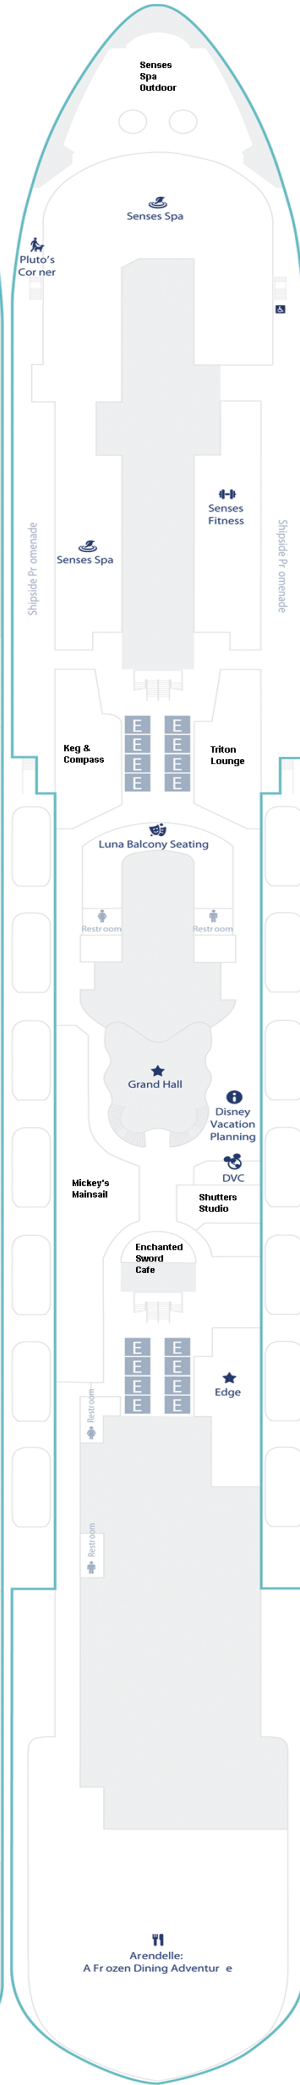 Senses
Spa
Outdoor
Senses Spa
Pluto's
Cor ner
Senses
Fitness
Shipside Pr omenade
Shipside Pr omenade
Senses Spa
Keg &
Compass
E E
E E
E E
E E
Triton
Lounge
Luna Balcony Seating
Restroom
Restroom
Grand Hall
Disney
Vacation
Planning
DVC
Mickey's
Mainsail
Shutters
Studio
Enchanted
Sword
Cafe
E E
E E
E E
E E
Edge
Restroom
Restroom
Arendelle:
A Fr ozen Dining Adventur e